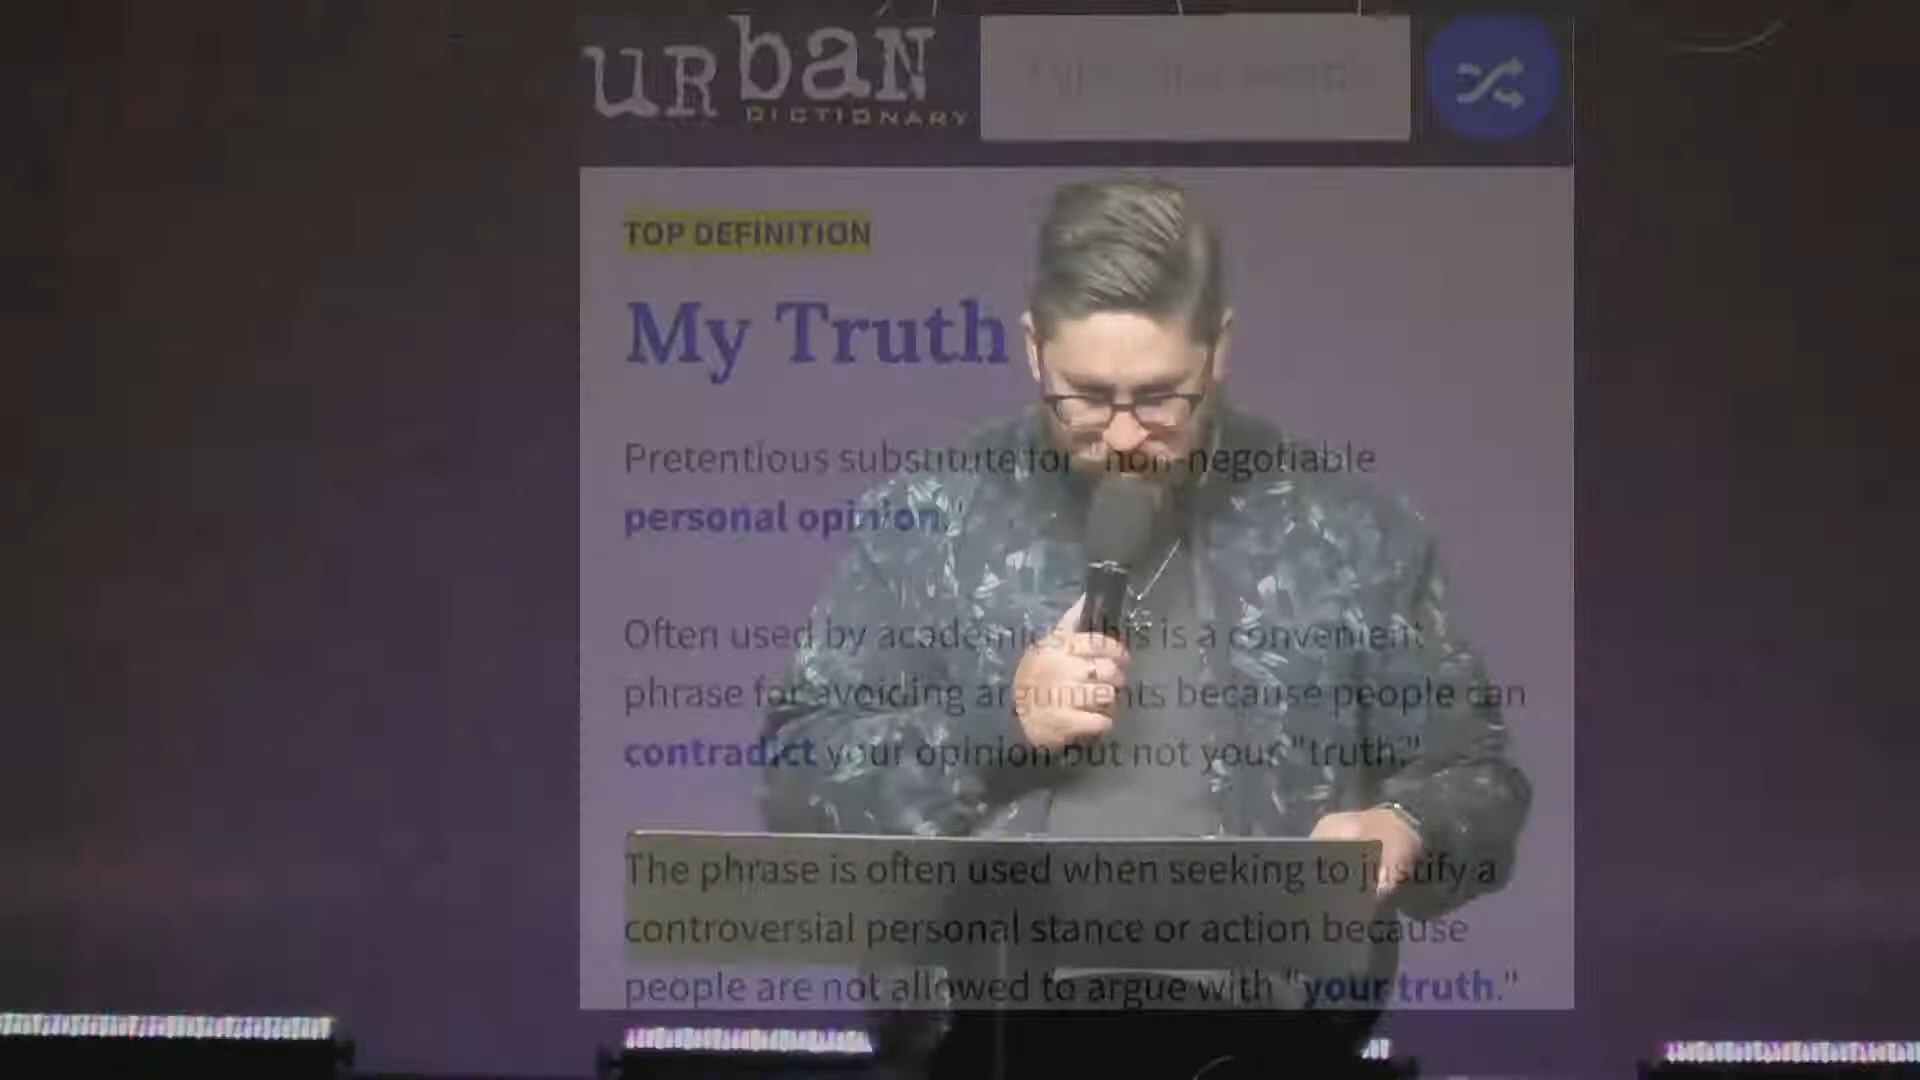 urban
DICTIONARY
TOP DEFINITION
My Truth
Pretentious substitute for "non-negotiable
personal opinion."
Often used by academics, this is a convenient
phrase for avoiding arguments because people can
contradict your opinion but not your "truth."
The phrase is often used when seeking to justify a
controversial personal stance or action because
people are not allowed to argue with "your truth."